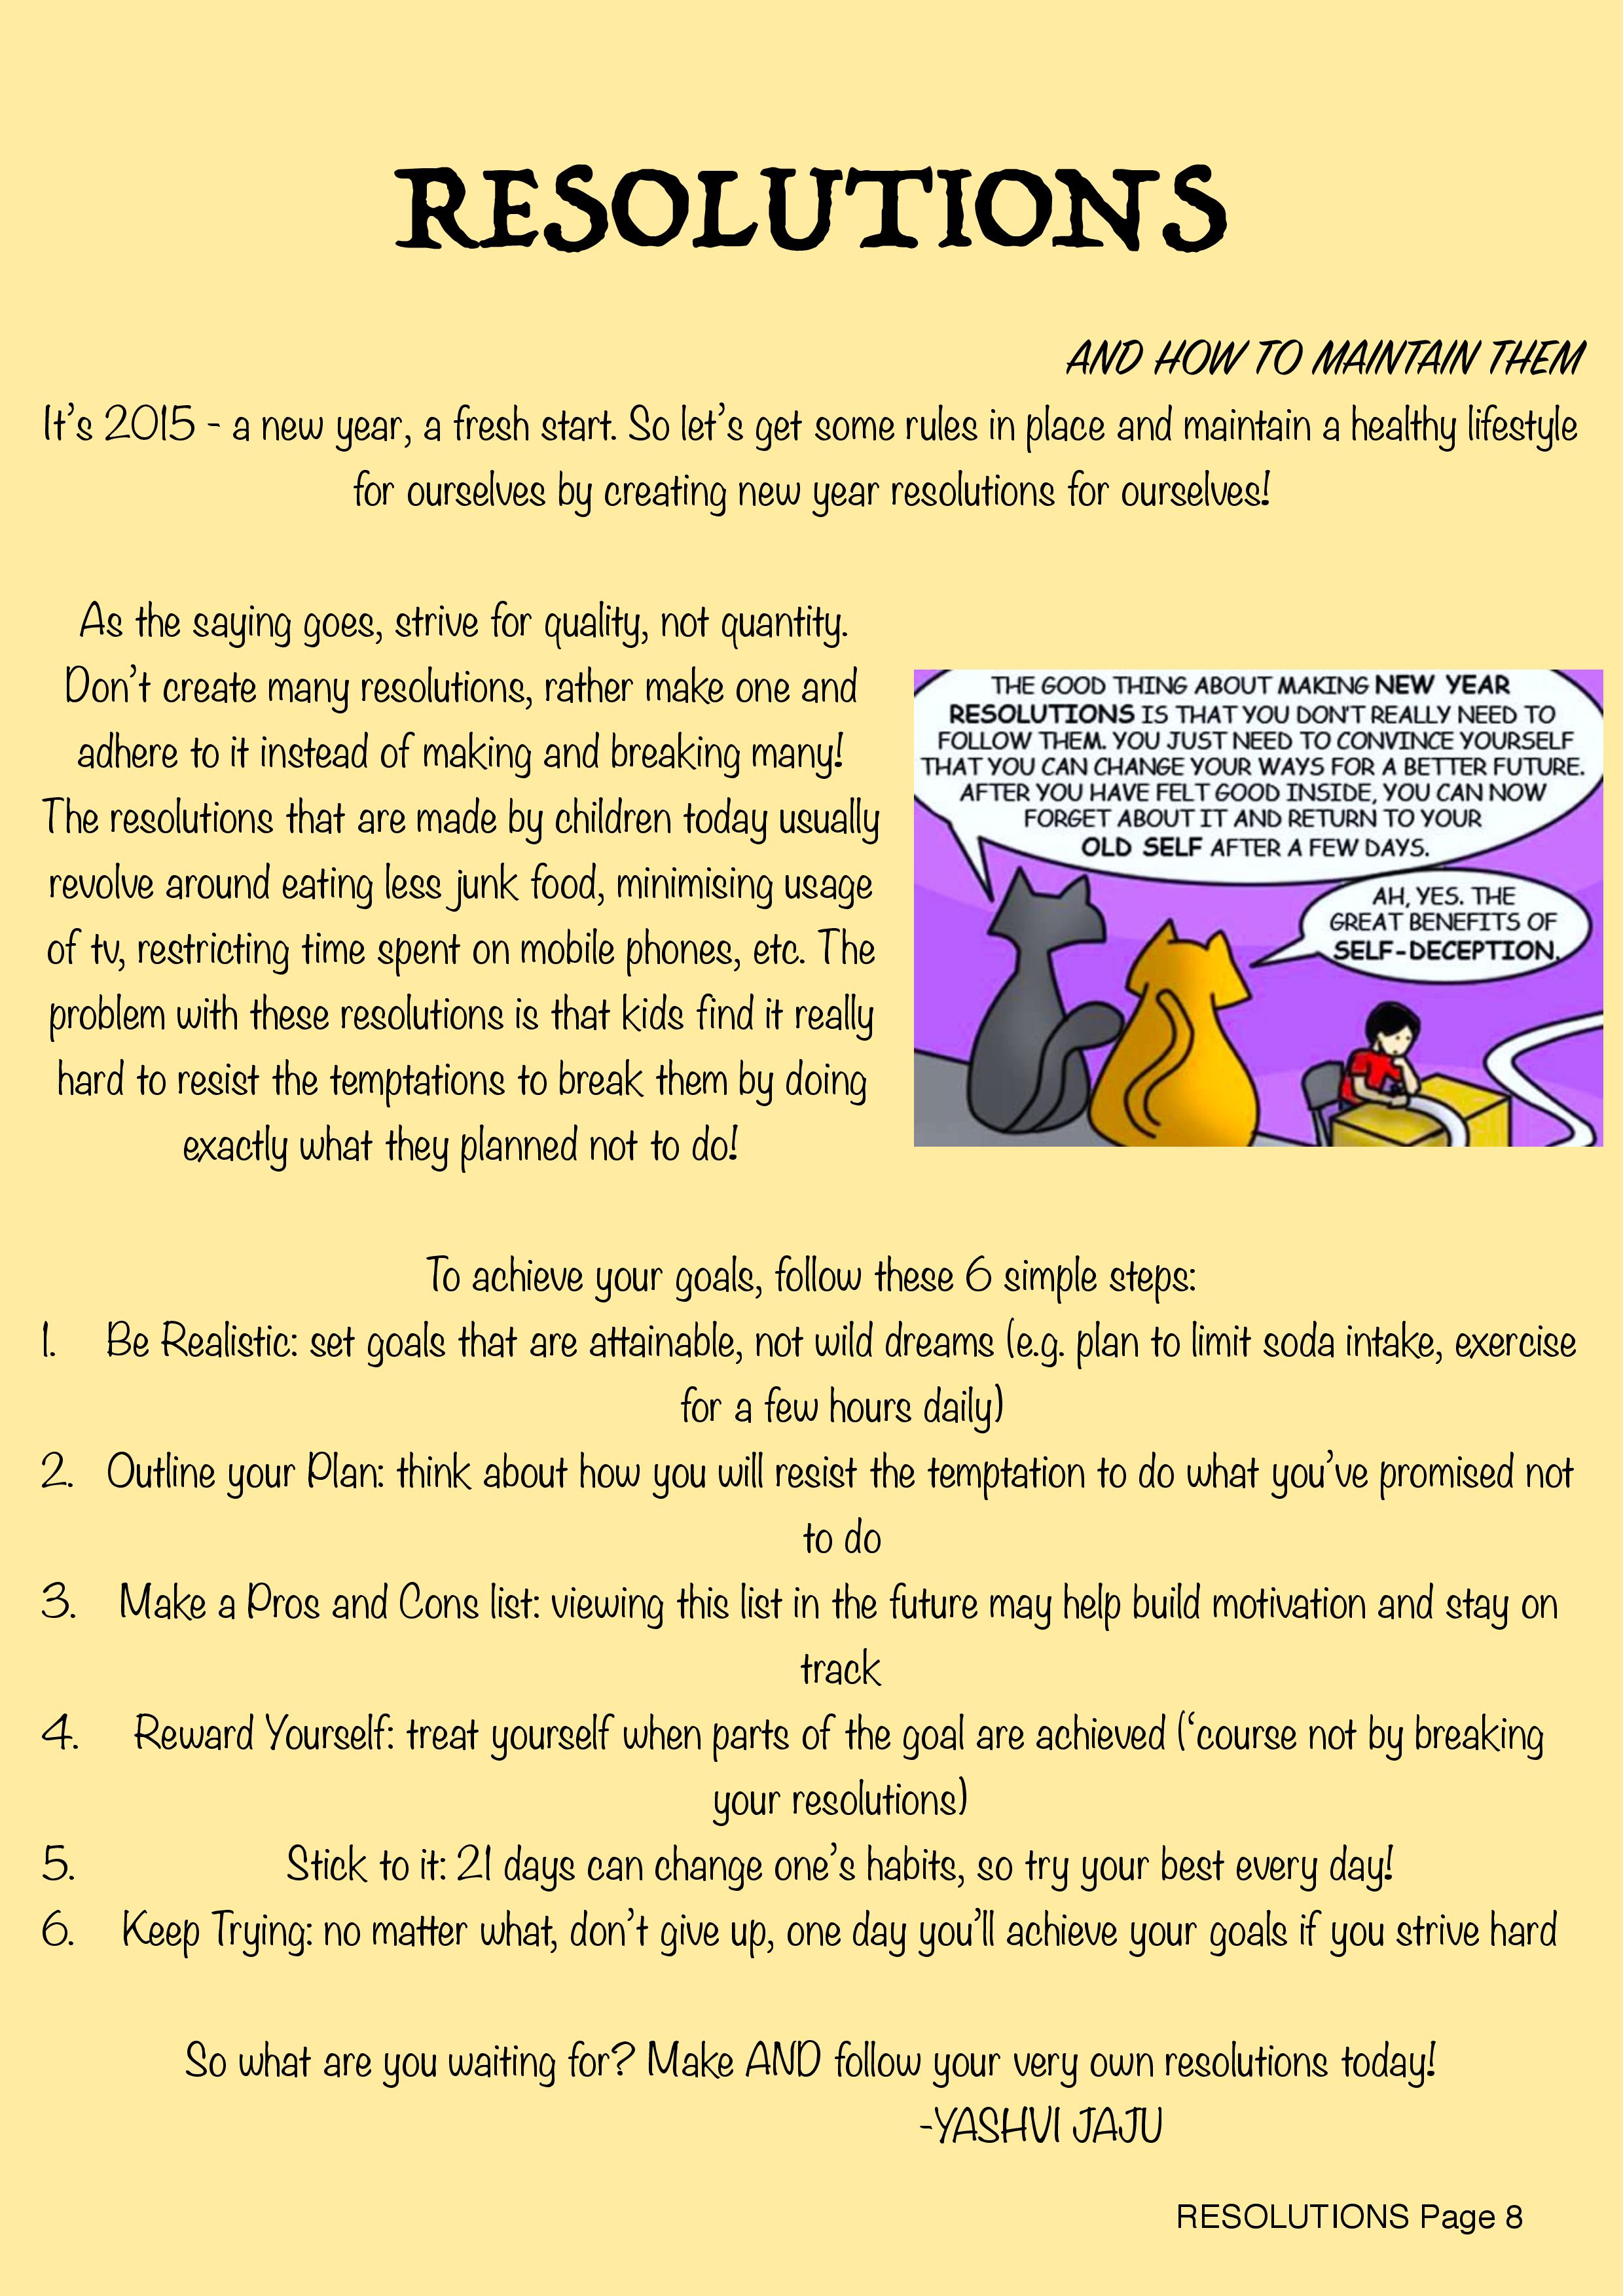 RESOLUTIONS
AND HOW TO MAINTAIN THEM
It's 2015 - a new year, a fresh start. So let's get some rules in place and maintain a healthy lifestyle
for ourselves by creating new year resolutions for ourselves!
As the saying goes, strive for quality, not quantity.
Don't create many resolutions, rather make one and
adhere to it instead of making and breaking many!
The resolutions that are made by children today usually
revolve around eating less junk food, minimising usage
of tv, restricting time spent on mobile phones, etc. The
problem with these resolutions is that kids find it really
hard to resist the temptations to break them by doing
exactly what they planned not to do!
THE GOOD THING ABOUT MAKING NEW YEAR
RESOLUTIONS IS THAT YOU DON'T REALLY NEED TO
FOLLOW THEM. YOU JUST NEED TO CONVINCE YOURSELF
THAT YOU CAN CHANGE YOUR WAYS FOR A BETTER FUTURE.
AFTER YOU HAVE FELT GOOD INSIDE, YOU CAN NOW
FORGET ABOUT IT AND RETURN TO YOUR
OLD SELF AFTER A FEW DAYS.
AH, YES. THE
GREAT BENEFITS OF
SELF-DECEPTION.
To achieve your goals, follow these 6 simple steps:
1. Be Realistic: set goals that are attainable, not wild dreams (e.g. plan to limit soda intake, exercise
for a few hours daily)
2. Outline your Plan: think about how you will resist the temptation to do what you've promised not
to do
3. Make a Pros and Cons list: viewing this list in the future may help build motivation and stay on
track
4. Reward Yourself: treat yourself when parts of the goal are achieved (‘course not by breaking
your resolutions)
5. Stick to it: 21 days can change one's habits, so try your best every day!
6. Keep Trying: no matter what, don't give up, one day you'll achieve your goals if you strive hard
So what are you waiting for? Make AND follow your very own resolutions today!
-YASHVI JAJU
RESOLUTIONS Page 8